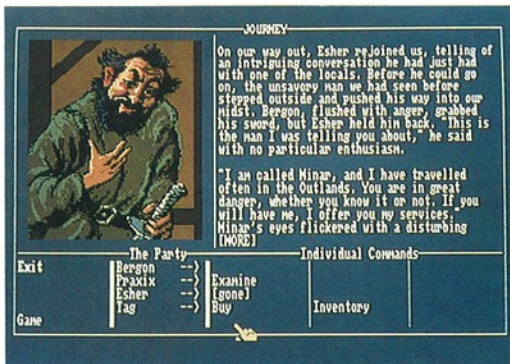 JOURNEY
On our way out, Esher rejoined us, telling of
an intriguing conversation he had just had
with one of the locals. Before he could go
on, the unsavory man we had seen before
stepped outside and pushed his way into our
midst. Bergon, flushed with anger, grabbed
his sword, but Esher held him back. "This is
the man I was telling you about," he said
with no particular enthusiasm.
"I am called Minar, and I have travelled
often in the Outlands. You are in great
danger, whether you know it or not. If you
will have me, I offer you my services."
Minar's eyes flickered with a disturbing
[MORE]
The Party Individual Commands
Exit Bergon -->
Praxix --> Examine
Esher --> [gone]
Game Tag --> Buy Inventory